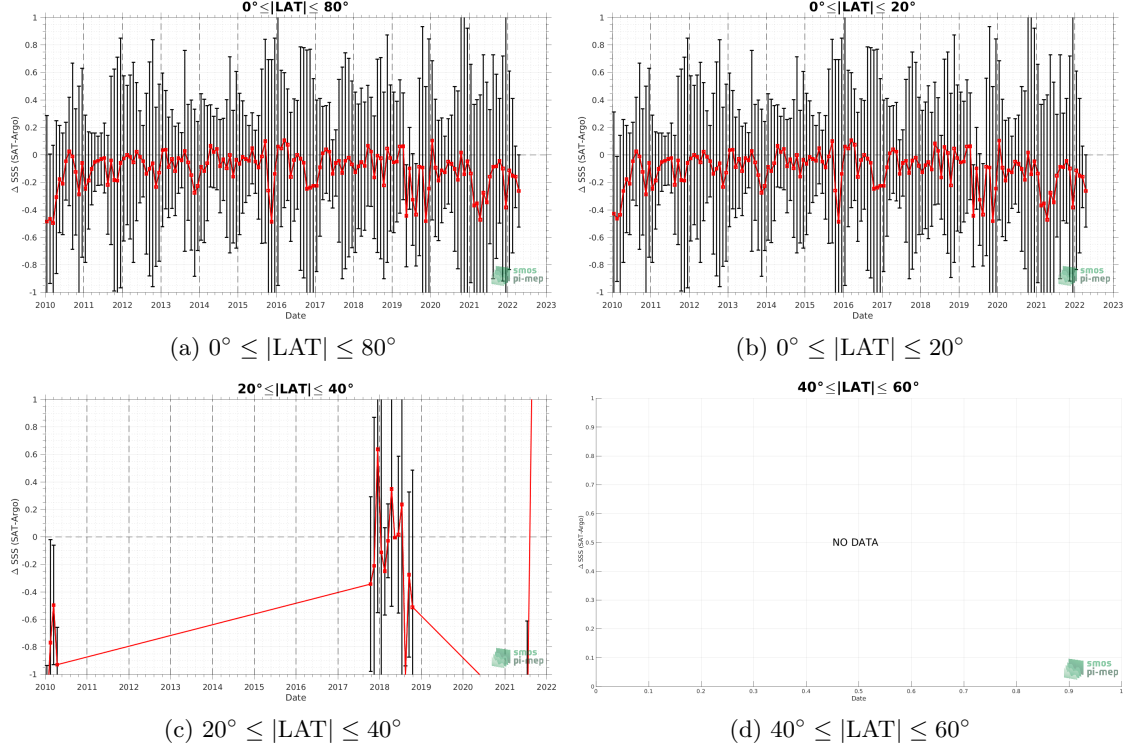 0°≤|LAT|≤ 80°
1
0.8
0.6
0.4
0.2
0
-0.2
-0.4
-0.6
-0.8
-1
Δ SSS (SAT-Argo)
2010 2011 2012 2013 2014 2015 2016 2017 2018 2019 2020 2021 2022 2023
Date
smos
pi-mep
(a) 0° ≤ |LAT| ≤ 80°
0°≤|LAT|≤ 20°
1
0.8
0.6
0.4
0.2
0
-0.2
-0.4
-0.6
-0.8
-1
Δ SSS (SAT-Argo)
2010 2011 2012 2013 2014 2015 2016 2017 2018 2019 2020 2021 2022 2023
Date
smos
pi-mep
(b) 0° ≤ |LAT| ≤ 20°
20°≤|LAT|≤ 40°
1
0.8
0.6
0.4
0.2
0
-0.2
-0.4
-0.6
-0.8
-1
Δ SSS (SAT-Argo)
2010 2011 2012 2013 2014 2015 2016 2017 2018 2019 2020 2021 2022
Date
smos
pi-mep
(c) 20° ≤ |LAT| ≤ 40°
40°≤|LAT|≤ 60°
1
0.9
0.8
0.7
0.6
0.5
0.4
0.3
0.2
0.1
0
Δ SSS (SAT-Argo)
NO DATA
0 0.1 0.2 0.3 0.4 0.5 0.6 0.7 0.8 0.9 1
Date
smos
pi-mep
(d) 40° ≤ |LAT| ≤ 60°